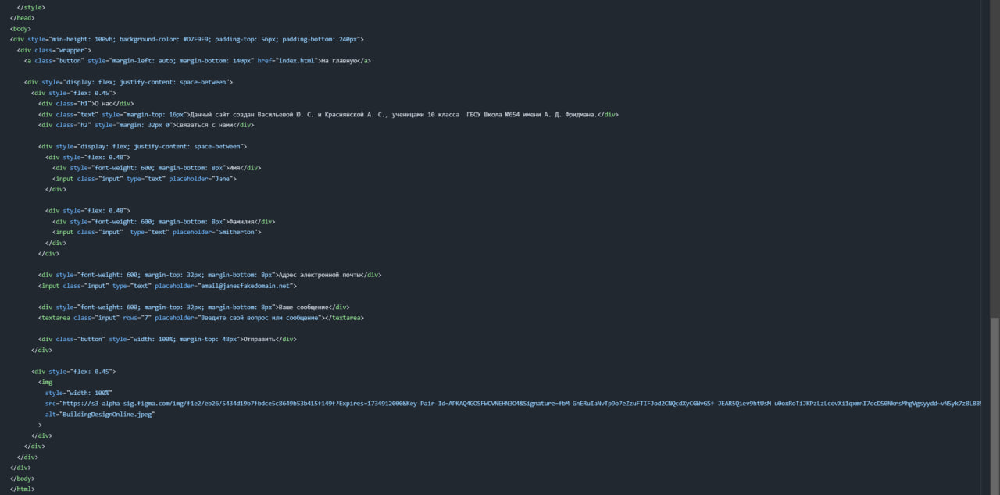 </style>
</head>
<body>
<div style="min-height: 100vh; background-color: #D7E9F9; padding-top: 56px; padding-bottom: 240px">
<div class="wrapper">
<a class="button" style="margin-left: auto; margin-bottom: 140px" href="index.html">На главную</a>
<div style="display: flex; justify-content: space-between">
<div style="flex: 0.45">
<div class="h1">О нас</div>
<div class="text" style="margin-top: 16px">Данный сайт создан Васильевой Ю. С. и Краснянской А. С., ученицами 10 класса  ГБОУ Школа №654 имени А. Д. Фридмана.</div>
<div class="h2" style="margin: 32px 0">Связаться с нами</div>
<div style="display: flex; justify-content: space-between">
<div style="flex: 0.48">
<div style="font-weight: 600; margin-bottom: 8px">Имя</div>
<input class="input" type="text" placeholder="Jane">
</div>
<div style="flex: 0.48">
<div style="font-weight: 600; margin-bottom: 8px">Фамилия</div>
<input class="input"  type="text" placeholder="Smitherton">
</div>
</div>
<div style="font-weight: 600; margin-top: 32px; margin-bottom: 8px">Адрес электронной почты</div>
<input class="input" type="text" placeholder="email@janesfakedomain.net">
<div style="font-weight: 600; margin-top: 32px; margin-bottom: 8px">Ваше сообщение</div>
<textarea class="input" rows="7" placeholder="Введите свой вопрос или сообщение"></textarea>
<div class="button" style="width: 100%; margin-top: 48px">Отправить</div>
</div>
<div style="flex: 0.45">
<img
style="width: 100%"
src="https://s3-alpha-sig.figma.com/img/f1e2/eb26/5434d19b7fbdce5c8649b53b415f149f?Expires=1734912000&Key-Pair-Id=APKAQ4GOSFWCVNEHN3O4&Signature=
alt="BuildingDesignOnline.jpeg"
>
</div>
</div>
</div>
</div>
</body>
</html>